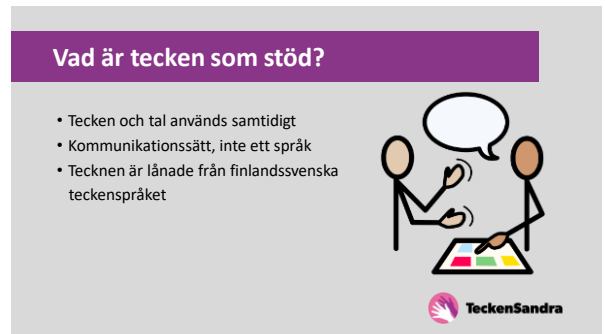 Vad är tecken som stöd?
• Tecken och tal används samtidigt
• Kommunikationssätt, inte ett språk
• Tecknen är lånade från finlandssvenska
teckenspråket
TeckenSandra